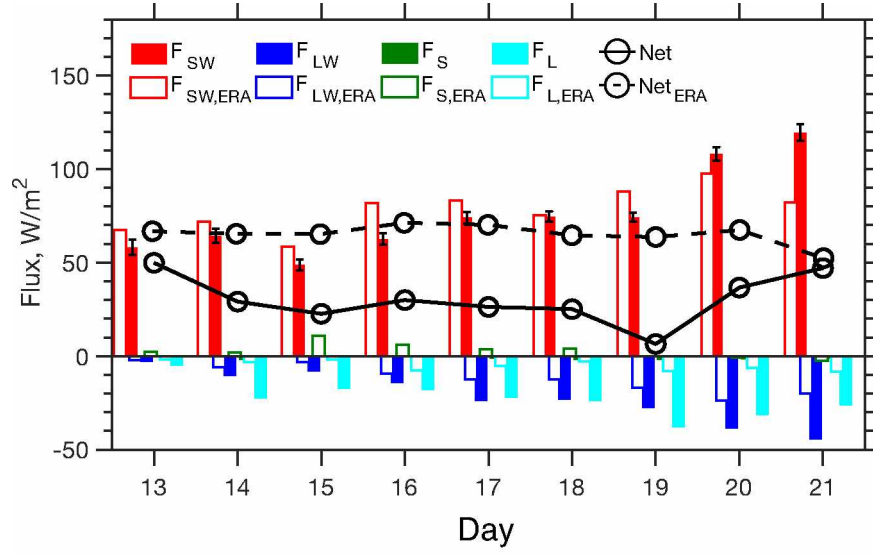 F SW F LW F S F L Net
F SW,ERA F LW,ERA F S,ERA F L,ERA Net ERA
150
100
50
0
-50
Flux, W/m²
13 14 15 16 17 18 19 20 21
Day